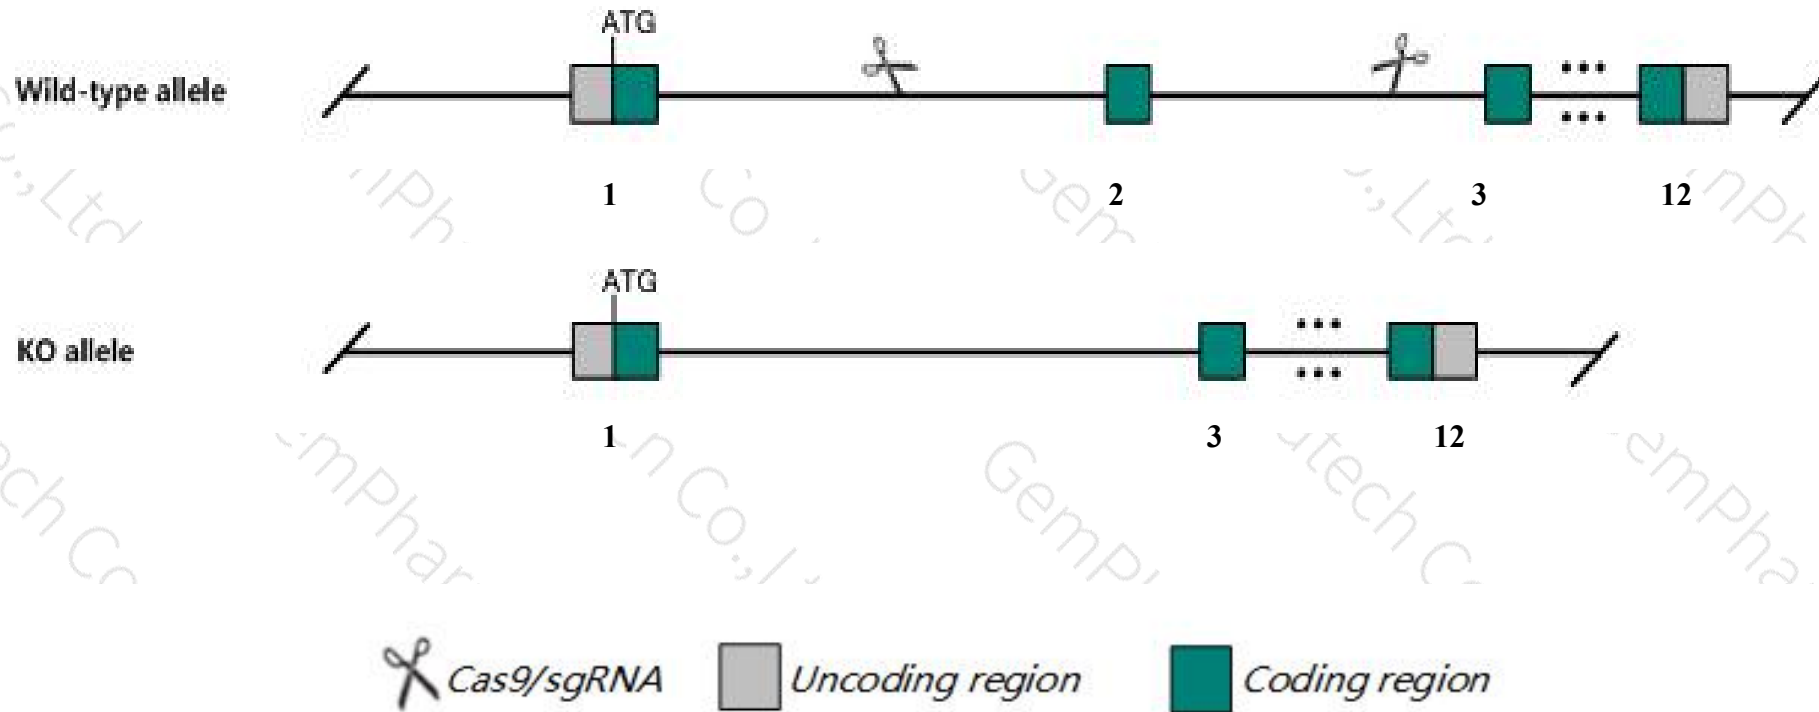 ATG
Wild-type allele
1 2 3 12
ATG
KO allele
1 3 12
Cas9/sgRNA Uncoding region Coding region